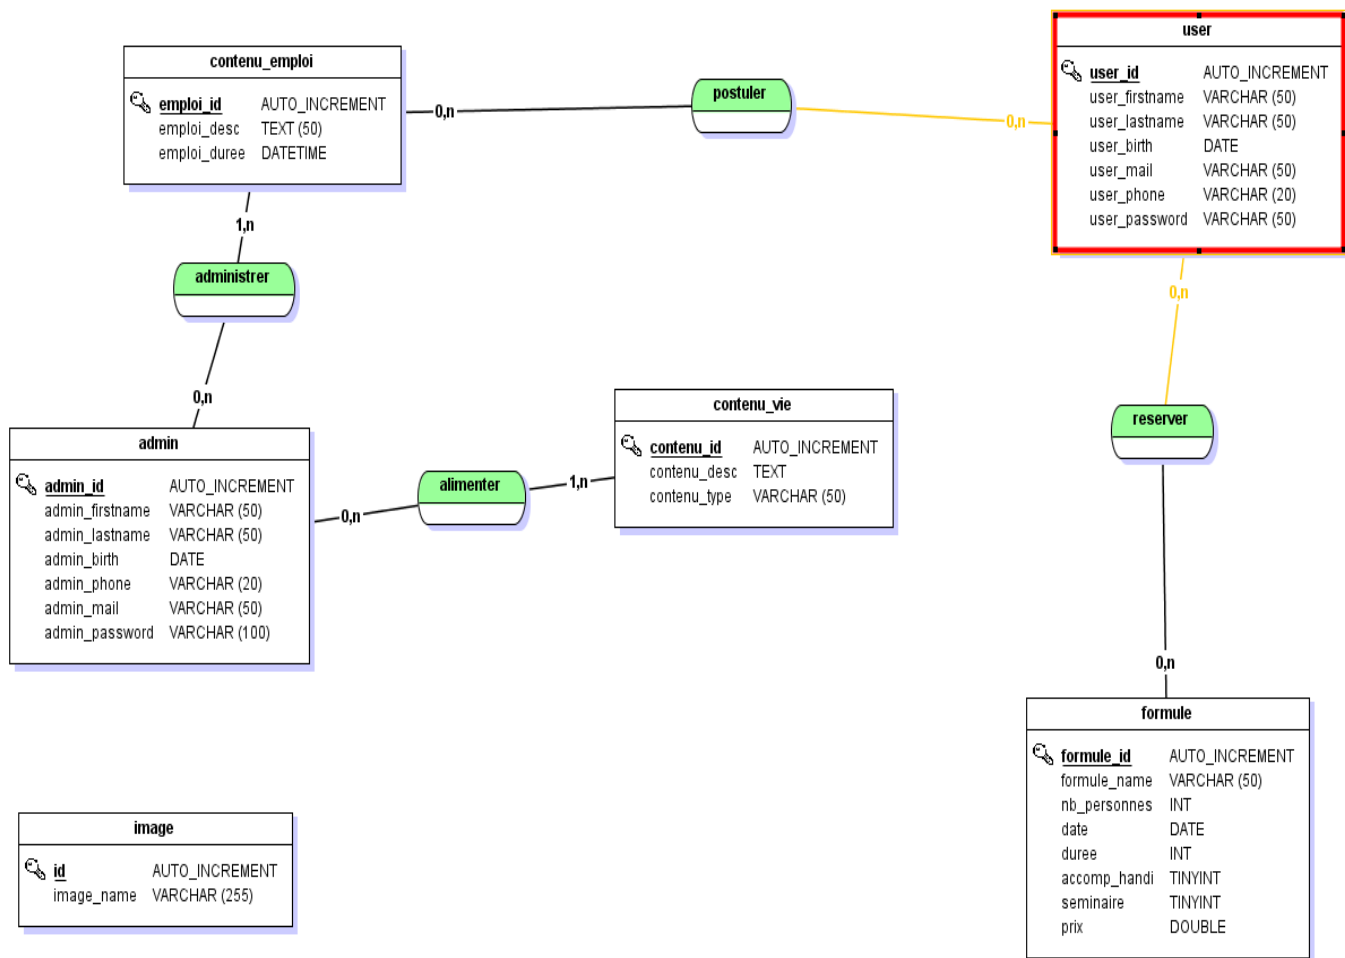 contenu_emploi
emploi_id AUTO_INCREMENT
emploi_desc TEXT (50)
emploi_duree DATETIME
0,n
postuler
0,n
user
user_id AUTO_INCREMENT
user_firstname VARCHAR (50)
user_lastname VARCHAR (50)
user_birth DATE
user_mail VARCHAR (50)
user_phone VARCHAR (20)
user_password VARCHAR (50)
1,n
administrer
0,n
0,n
reserver
0,n
admin
admin_id AUTO_INCREMENT
admin_firstname VARCHAR (50)
admin_lastname VARCHAR (50)
admin_birth DATE
admin_phone VARCHAR (20)
admin_mail VARCHAR (50)
admin_password VARCHAR (100)
0,n
alimenter
1,n
contenu_vie
contenu_id AUTO_INCREMENT
contenu_desc TEXT
contenu_type VARCHAR (50)
formule
formule_id AUTO_INCREMENT
formule_name VARCHAR (50)
nb_personnes INT
date DATE
duree INT
accomp_handi TINYINT
seminaire TINYINT
prix DOUBLE
image
id AUTO_INCREMENT
image_name VARCHAR (255)